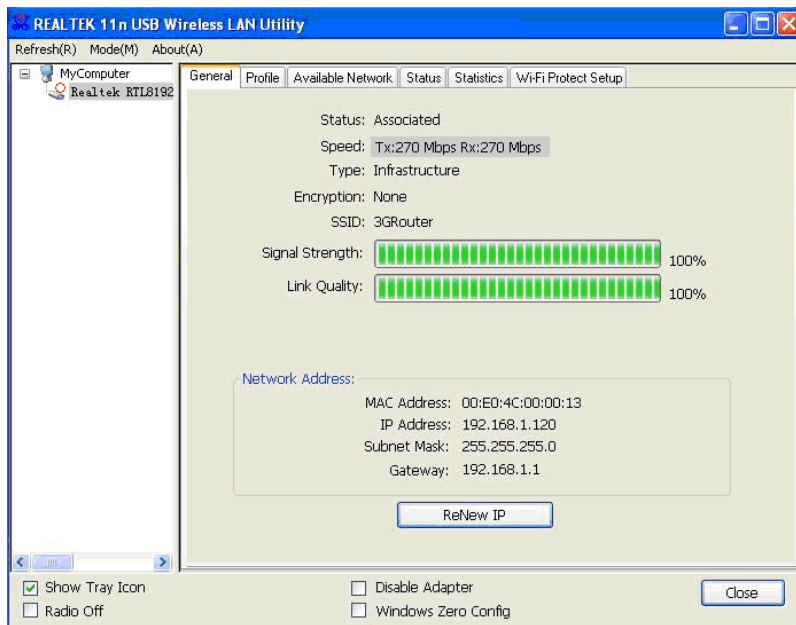 REALTEK 11n USB Wireless LAN Utility
Refresh(R) Mode(M) About(A)
MyComputer
Realtek RTL8192
General Profile Available Network Status Statistics Wi-Fi Protect Setup
Status: Associated
Speed: Tx:270 Mbps Rx:270 Mbps
Type: Infrastructure
Encryption: None
SSID: 3GRouter
Signal Strength: 100%
Link Quality: 100%
Network Address:
MAC Address: 00:E0:4C:00:00:13
IP Address: 192.168.1.120
Subnet Mask: 255.255.255.0
Gateway: 192.168.1.1
ReNew IP
Show Tray Icon
Radio Off
Disable Adapter
Windows Zero Config
Close